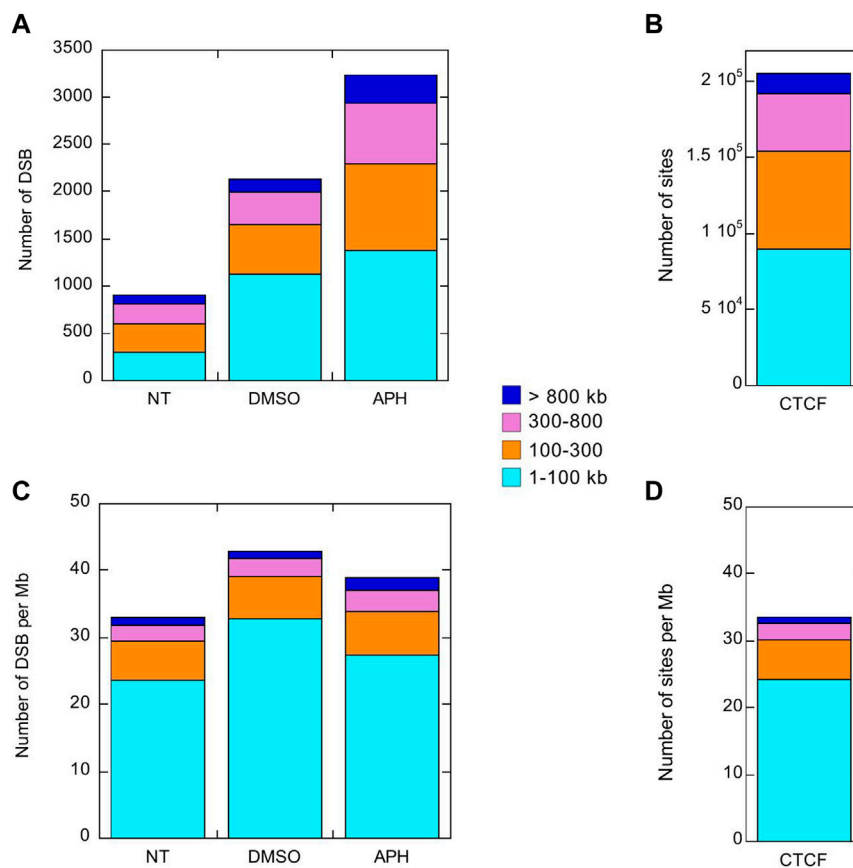 A
Number of DSB
3500
3000
2500
2000
1500
1000
500
0
NT DMSO APH
B
Number of sites
2 10⁵
1.5 10⁵
1 10⁵
5 10⁴
0
CTCF
> 800 kb
300-800
100-300
1-100 kb
C
Number of DSB per Mb
50
40
30
20
10
0
NT DMSO APH
D
Number of sites per Mb
50
40
30
20
10
0
CTCF